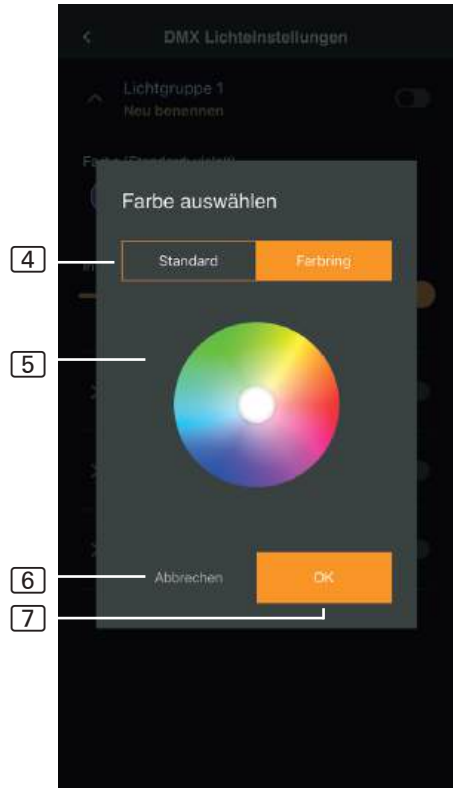 DMX Lichteinstellungen
Lichtgruppe 1
Neu benennen
Farbe auswählen
4
Standard Farbring
5
6
Abbrechen OK
7